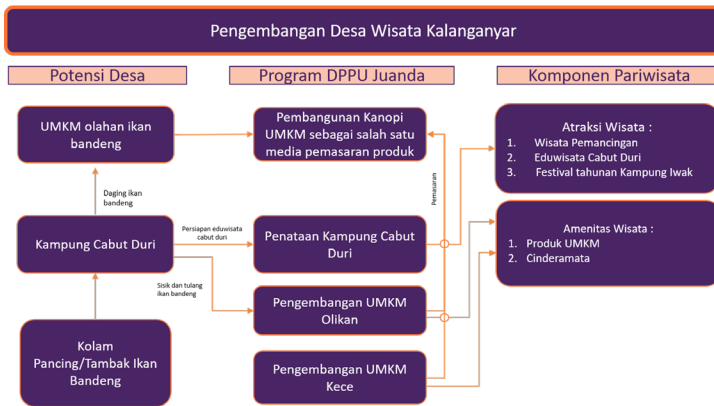 Pengembangan Desa Wisata Kalanganyar
Potensi Desa
Program DPPU Juanda
Komponen Pariwisata
UMKM olahan ikan
bandeng
Pembangunan Kanopi
UMKM sebagai salah satu
media pemasaran produk
Atraksi Wisata :
1. Wisata Pemancingan
2. Eduwisata Cabut Duri
3. Festival tahunan Kampung Iwak
Daging ikan
bandeng
Pemasaran
Kampung Cabut Duri
Persiapan eduwisata
cabut duri
Penataan Kampung Cabut
Duri
Amenitas Wisata :
1. Produk UMKM
2. Cinderamata
Sisik dan tulang
ikan bandeng
Pengembangan UMKM
Olikan
Kolam
Pancing/Tambak Ikan
Bandeng
Pengembangan UMKM
Kece